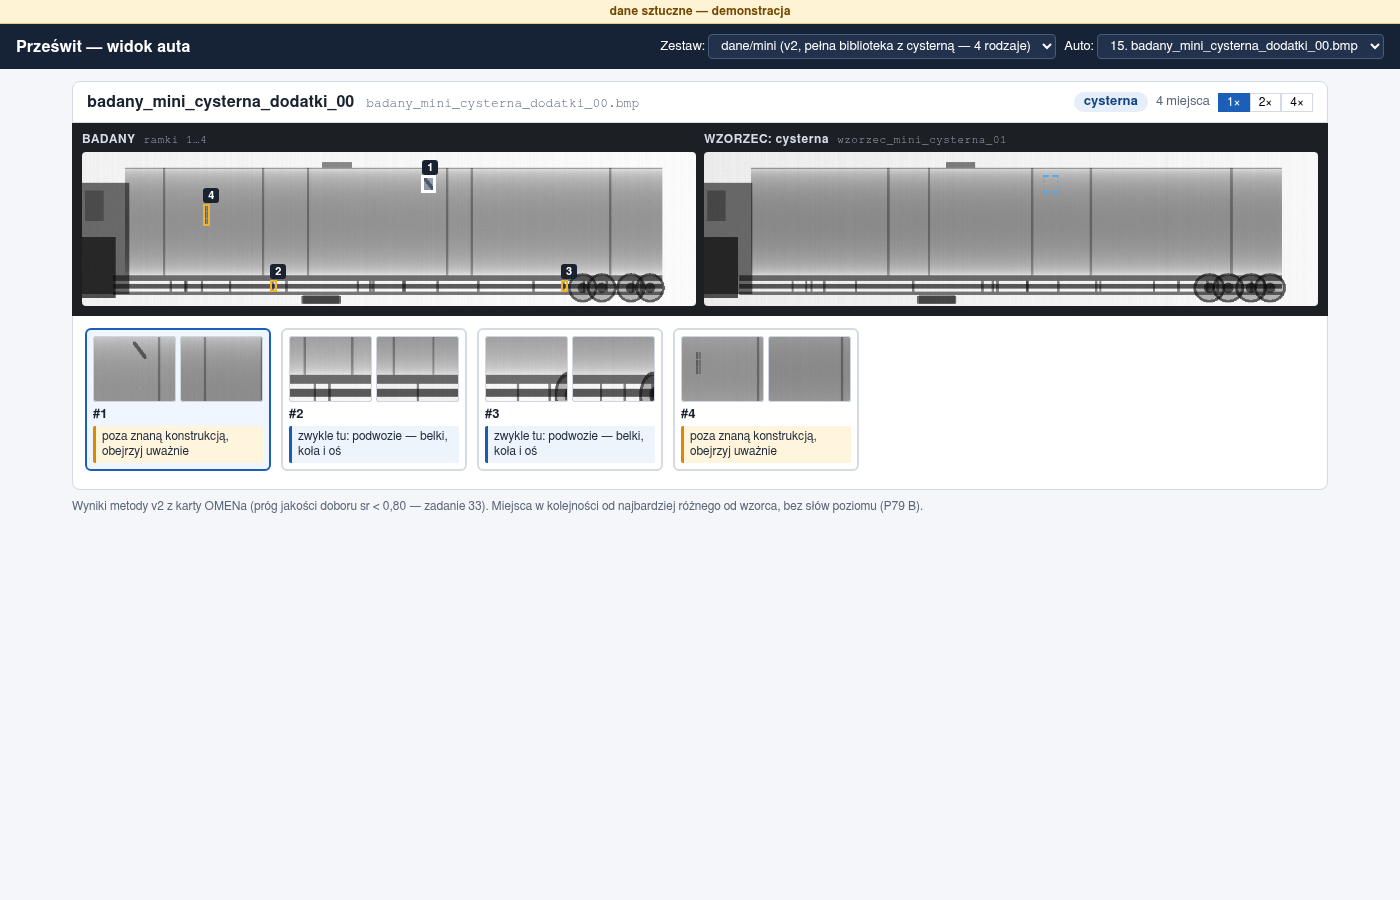 dane sztuczne — demonstracja
Prześwit — widok auta
Zestaw: dane/mini (v2, pełna biblioteka z cysterną — 4 rodzaje) Auto: 15. badany_mini_cysterna_dodatki_00.bmp
badany_mini_cysterna_dodatki_00 badany_mini_cysterna_dodatki_00.bmp cysterna 4 miejsca 1× 2× 4×
BADANY ramki 1…4
WZORZEC: cysterna wzorzec_mini_cysterna_01
1
4
2
3
#1
poza znaną konstrukcją,
obejrzyj uważnie
#2
zwykle tu: podwozie — belki,
koła i oś
#3
zwykle tu: podwozie — belki,
koła i oś
#4
poza znaną konstrukcją,
obejrzyj uważnie
Wyniki metody v2 z karty OMENa (próg jakości doboru sr < 0,80 — zadanie 33). Miejsca w kolejności od najbardziej różnego od wzorca, bez słów poziomu (P79 B).